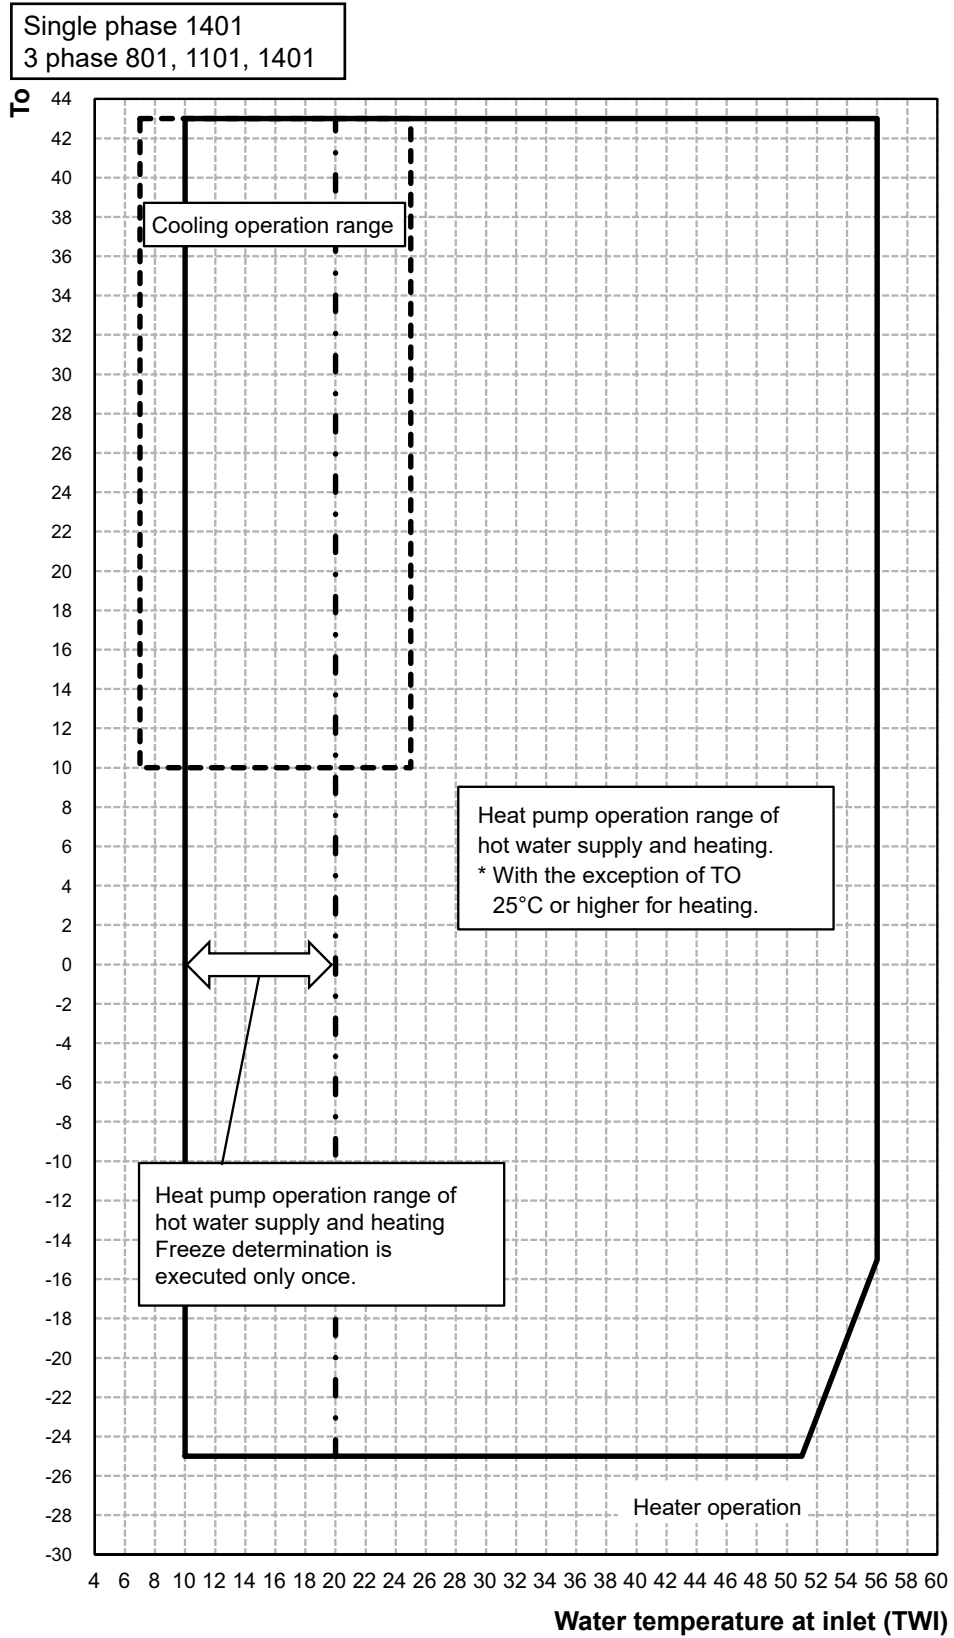 Single phase 1401
3 phase 801, 1101, 1401
To
44
42
40
38
36
34
32
30
28
26
24
22
20
18
16
14
12
10
8
6
4
2
0
-2
-4
-6
-8
-10
-12
-14
-16
-18
-20
-22
-24
-26
-28
-30
Cooling operation range
Heat pump operation range of
hot water supply and heating.
* With the exception of TO
25°C or higher for heating.
Heat pump operation range of
hot water supply and heating
Freeze determination is
executed only once.
Heater operation
4 6 8 10 12 14 16 18 20 22 24 26 28 30 32 34 36 38 40 42 44 46 48 50 52 54 56 58 60
Water temperature at inlet (TWI)